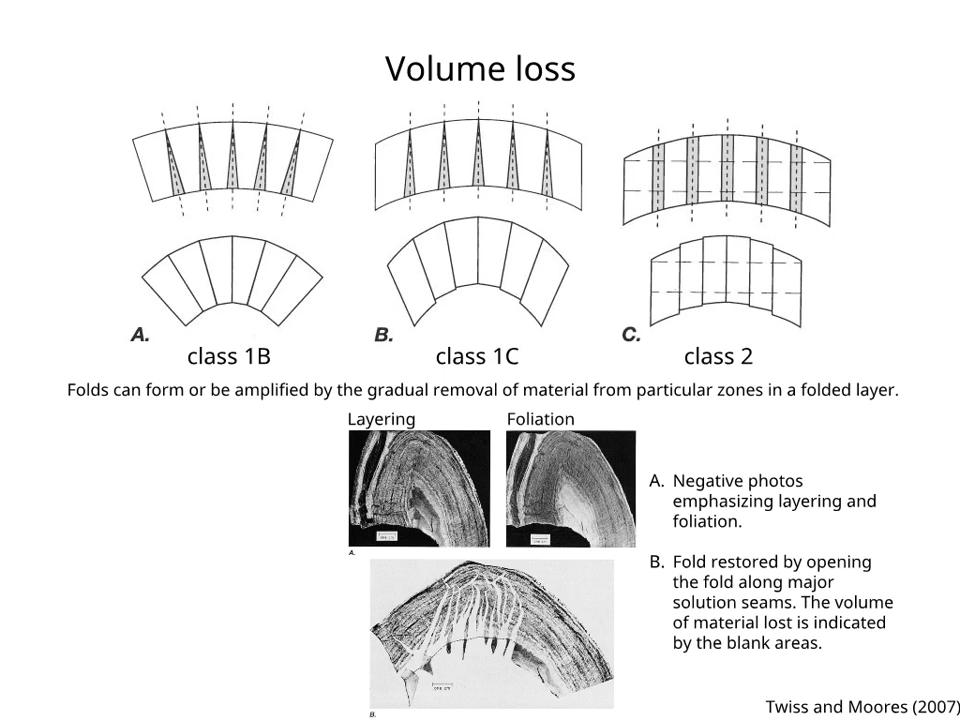 Volume loss
A.
B.
C.
class 1B
class 1C
class 2
Folds can form or be amplified by the gradual removal of material from particular zones in a folded layer.
Layering
Foliation
A.
B.
A. Negative photos
emphasizing layering and
foliation.
B. Fold restored by opening
the fold along major
solution seams. The volume
of material lost is indicated
by the blank areas.
Twiss and Moores (2007)